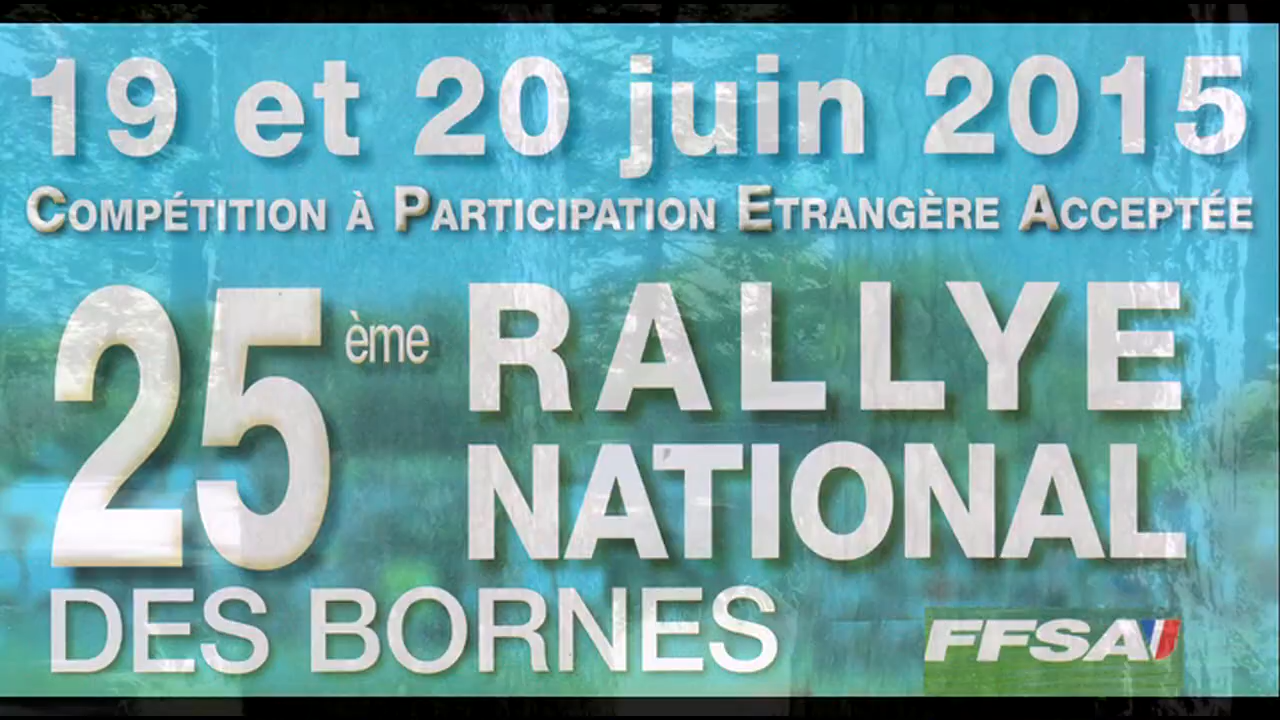 19 et 20 juin 2015
COMPÉTITION À PARTICIPATION ETRANGÈRE ACCEPTÉE
25ème RALLYE
NATIONAL
DES BORNES
FFSA